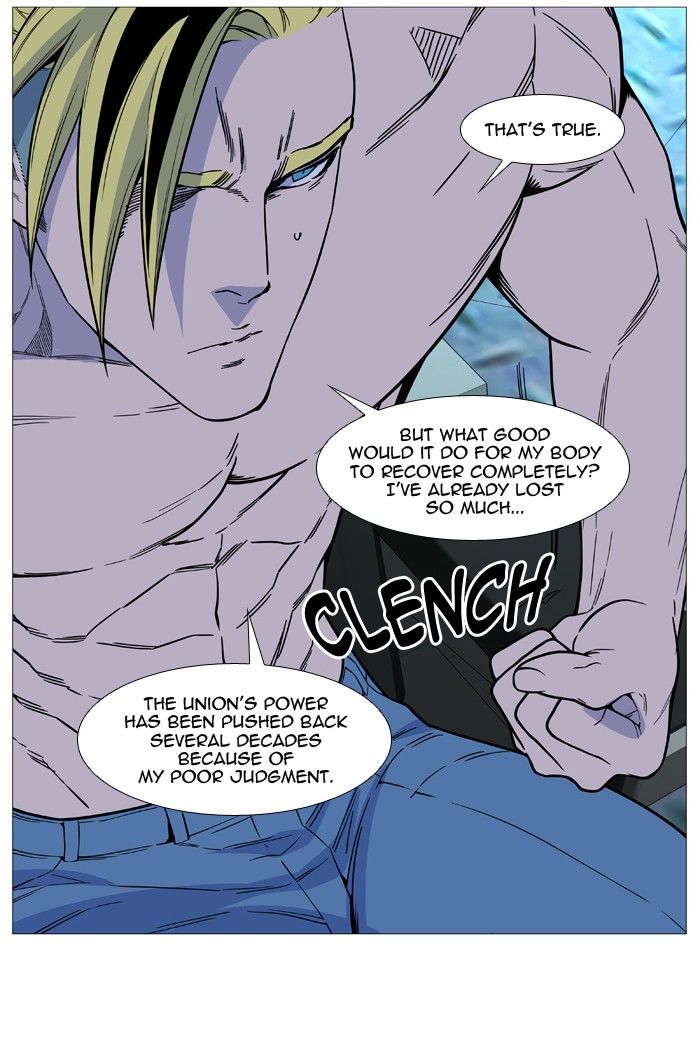 THAT'S TRUE.
BUT WHAT GOOD
WOULD IT DO FOR MY BODY
TO RECOVER COMPLETELY?
I'VE ALREADY LOST
SO MUCH...
CLENCH
THE UNION'S POWER
HAS BEEN PUSHED BACK
SEVERAL DECADES
BECAUSE OF
MY POOR JUDGMENT.